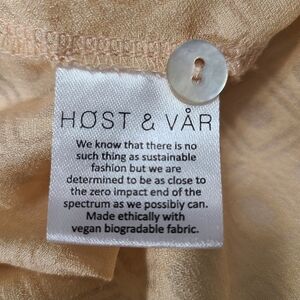 HØST & VÅR
We know that there is no
such thing as sustainable
fashion but we are
determined to be as close to
the zero impact end of the
spectrum as we possibly can.
Made ethically with
vegan biogradable fabric.